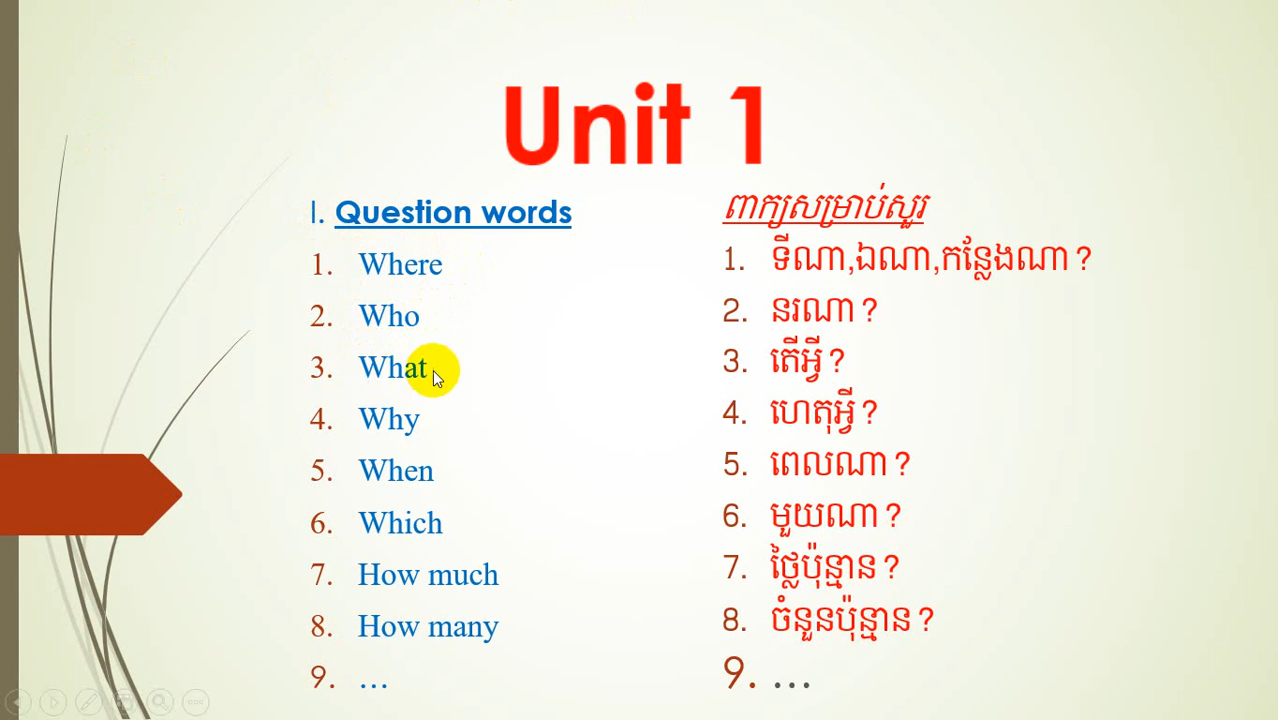 Unit 1
I. Question words
1. Where
2. Who
3. What
4. Why
5. When
6. Which
7. How much
8. How many
9. ...
ពាក្យសម្រាប់សួរ
1. ទីណា,ឯណា,កន្លែងណា?
2. នរណា?
3. តើអ្វី?
4. ហេតុអ្វី?
5. ពេលណា?
6. មួយណា?
7. ថ្លៃប៉ុន្មាន?
8. ចំនួនប៉ុន្មាន?
9. ...